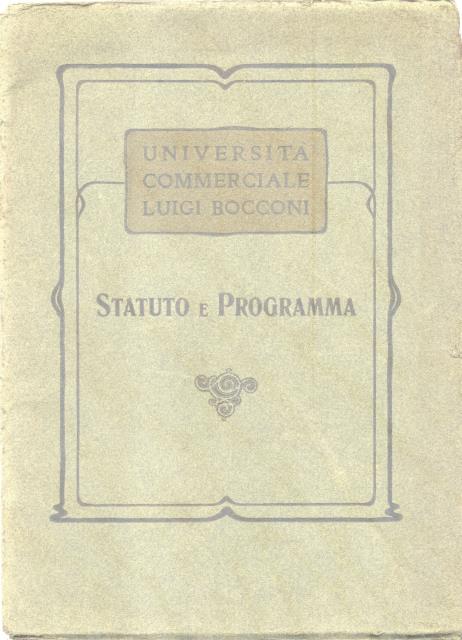 UNIVERSITA
COMMERCIALE
LUIGI BOCCONI
STATUTO E PROGRAMMA